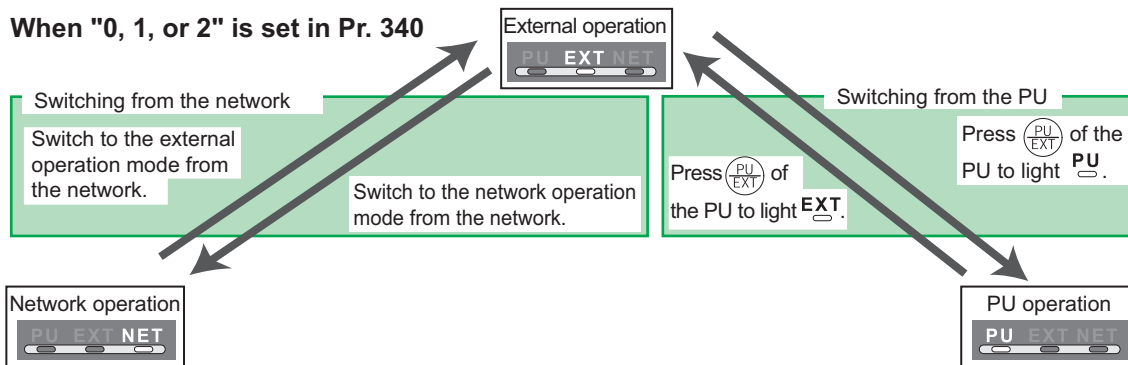 When "0, 1, or 2" is set in Pr. 340
External operation
PU EXT NET
Switching from the network
Switch to the external
operation mode from
the network.
Switch to the network operation
mode from the network.
Switching from the PU
Press PU/EXT of the
PU to light PU.
Press PU/EXT of
the PU to light EXT.
Network operation
PU EXT NET
PU operation
PU EXT NET